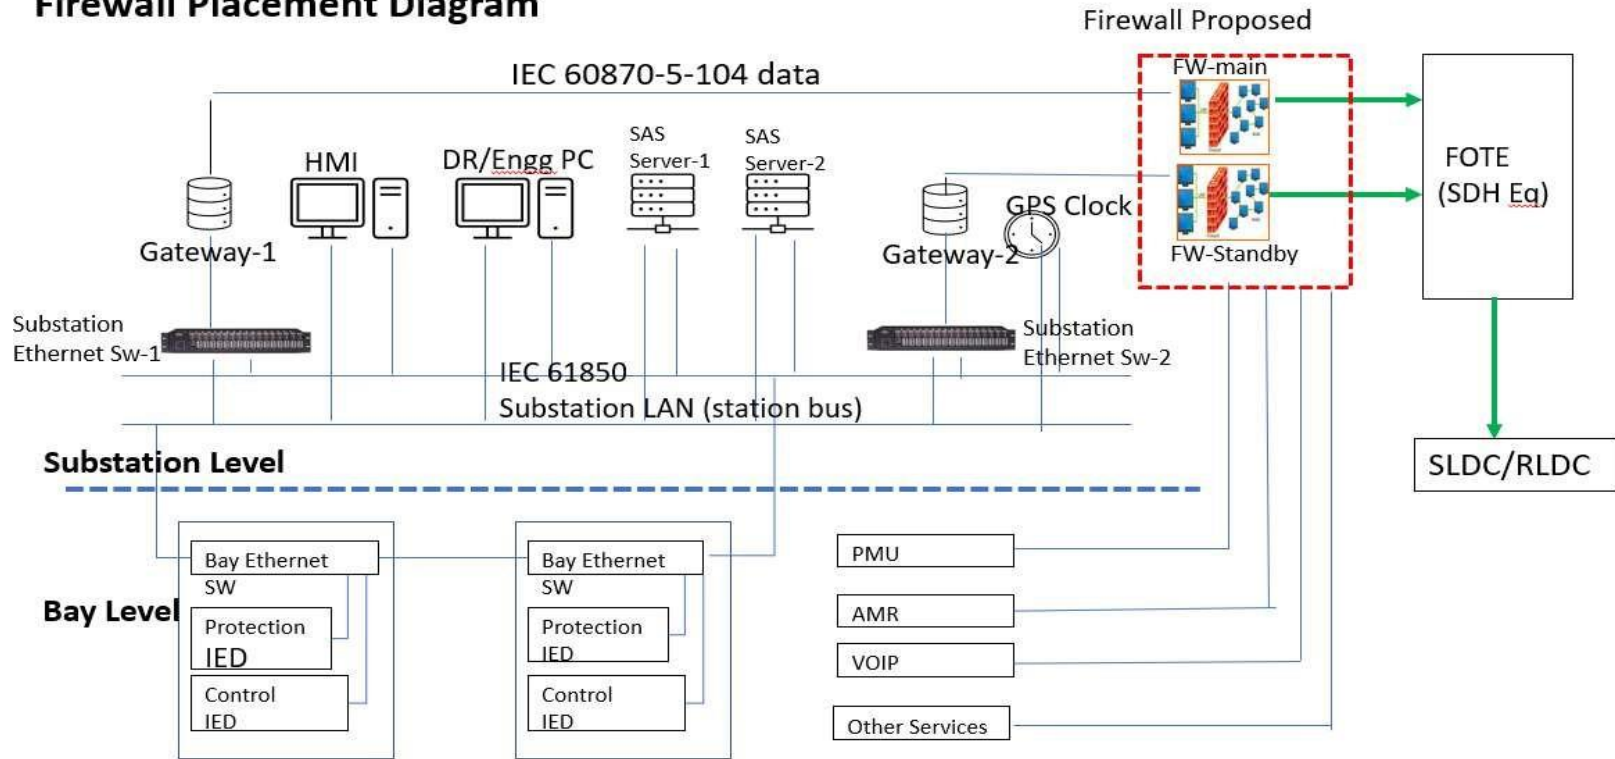 Firewall Placement Diagram
Firewall Proposed
IEC 60870-5-104 data
FW-main
SAS
Server-1
SAS
Server-2
HMI
DR/Engg PC
FOTE
(SDH Eq)
GPS Clock
Gateway-1
Gateway-2
FW-Standby
Substation
Ethernet Sw-1
Substation
Ethernet Sw-2
IEC 61850
Substation LAN (station bus)
Substation Level
SLDC/RLDC
Bay Ethernet
SW
Bay Ethernet
SW
PMU
Bay Level
Protection
IED
Protection
IED
AMR
VOIP
Control
IED
Control
IED
Other Services